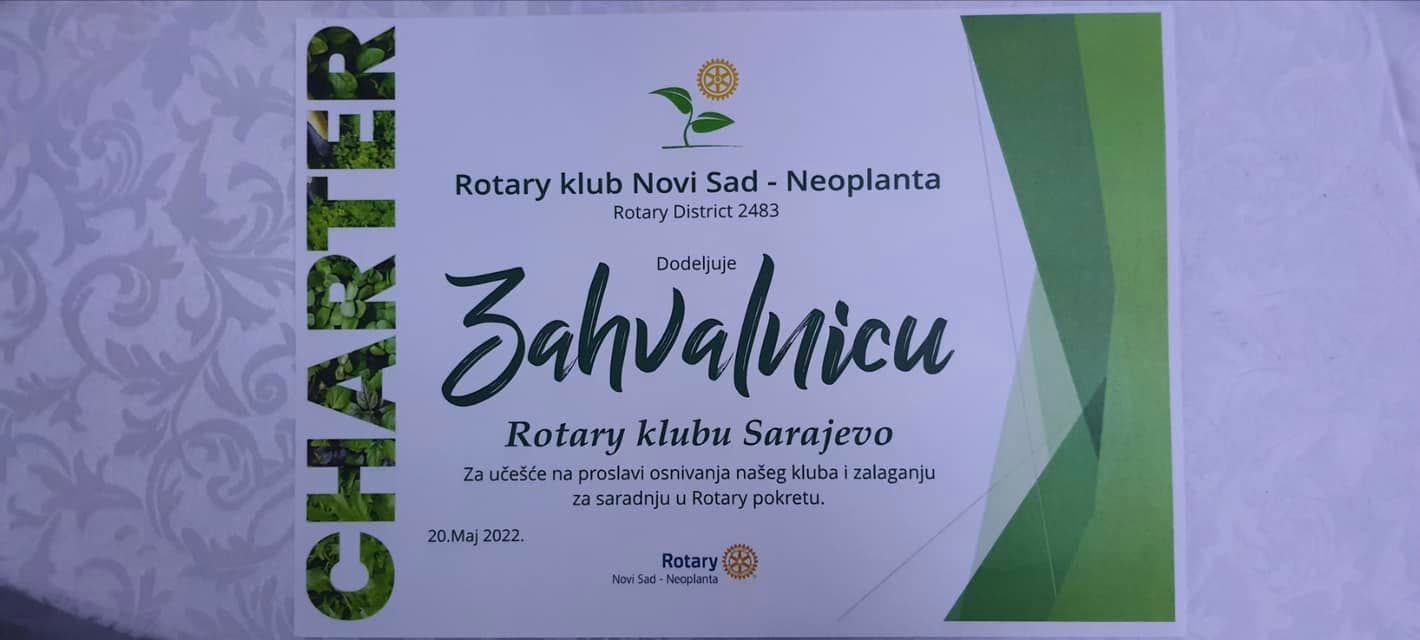 CHARTER
Rotary klub Novi Sad - Neoplanta
Rotary District 2483
Dodeljuje
Zahvalnicu
Rotary klubu Sarajevo
Za učešće na proslavi osnivanja našeg kluba i zalaganju
za saradnju u Rotary pokretu.
20.Maj 2022.
Rotary
Novi Sad - Neoplanta